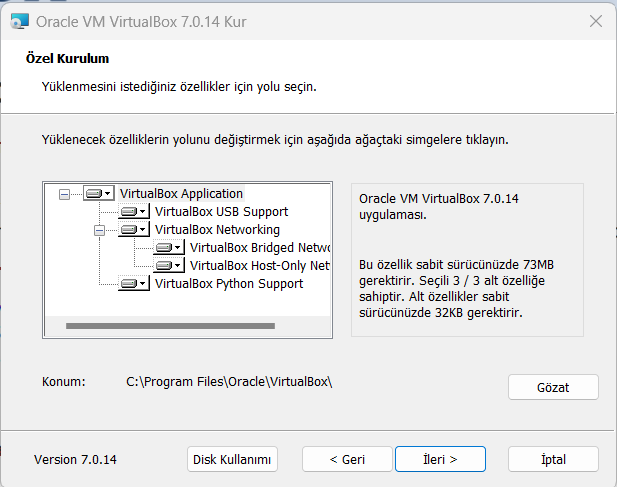 Oracle VM VirtualBox 7.0.14 Kur
Özel Kurulum
Yüklenmesini istediğiniz özellikler için yolu seçin.
Yüklenecek özelliklerin yolunu değiştirmek için aşağıda ağaçtaki simgelere tıklayın.
VirtualBox Application
VirtualBox USB Support
VirtualBox Networking
VirtualBox Bridged Netwo
VirtualBox Host-Only Net
VirtualBox Python Support
Oracle VM VirtualBox 7.0.14
uygulaması.
Bu özellik sabit sürücünüzde 73MB
gerektirir. Seçili 3 / 3 alt özelliğe
sahiptir. Alt özellikler sabit
sürücünüzde 32KB gerektirir.
Konum: C:\Program Files\Oracle\VirtualBox\
Gözat
Version 7.0.14
Disk Kullanımı
< Geri
İleri >
İptal